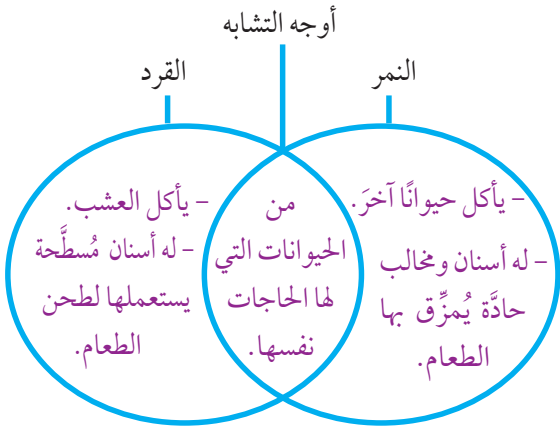 أوجه التشابه
النمر
القرد
– يأكل حيوانًا آخرَ.
– له أسنان ومخالب
حادَّة يُمزِّق بها
الطعام.
من
الحيوانات التي
لها الحاجات
نفسها.
– يأكل العشب.
– له أسنان مُسطَّحة
يستعملها لطحن
الطعام.